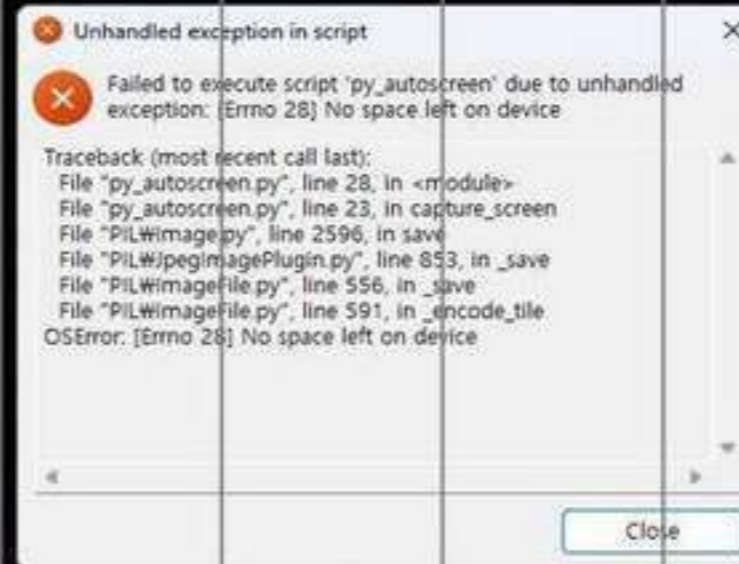 Unhandled exception in script
Failed to execute script 'py_autoscreen' due to unhandled
exception: [Errno 28] No space left on device
Traceback (most recent call last):
File "py_autoscreen.py", line 28, in <module>
File "py_autoscreen.py", line 23, in capture_screen
File "PIL₩Image.py", line 2596, in save
File "PIL₩JpegImagePlugin.py", line 853, in _save
File "PIL₩ImageFile.py", line 556, in _save
File "PIL₩ImageFile.py", line 591, in _encode_tile
OSError: [Errno 28] No space left on device
Close